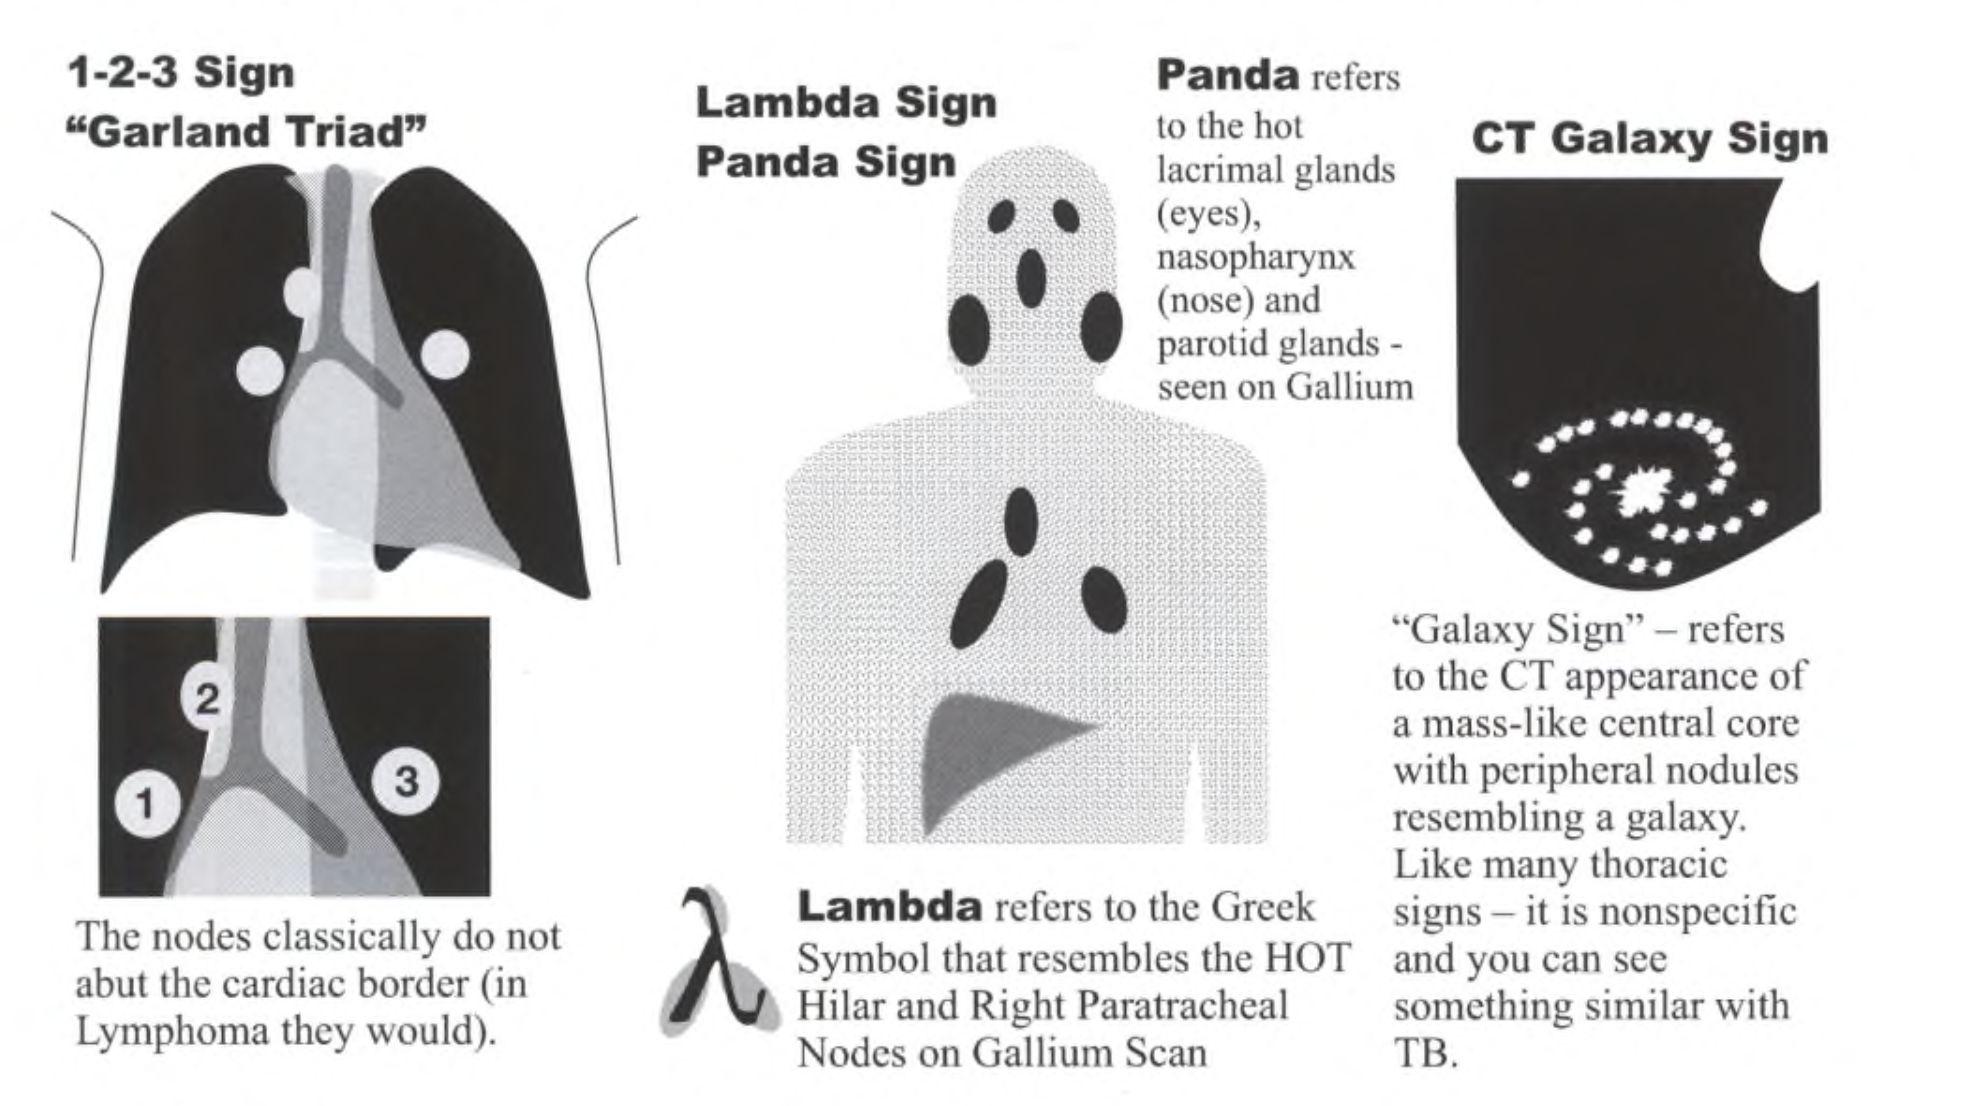 1-2-3 Sign
“Garland Triad”
1
2
3
The nodes classically do not
abut the cardiac border (in
Lymphoma they would).
Lambda Sign
Panda Sign
Panda refers
to the hot
lacrimal glands
(eyes),
nasopharynx
(nose) and
parotid glands -
seen on Gallium
λ
Lambda refers to the Greek
Symbol that resembles the HOT
Hilar and Right Paratracheal
Nodes on Gallium Scan
CT Galaxy Sign
“Galaxy Sign” – refers
to the CT appearance of
a mass-like central core
with peripheral nodules
resembling a galaxy.
Like many thoracic
signs – it is nonspecific
and you can see
something similar with
TB.